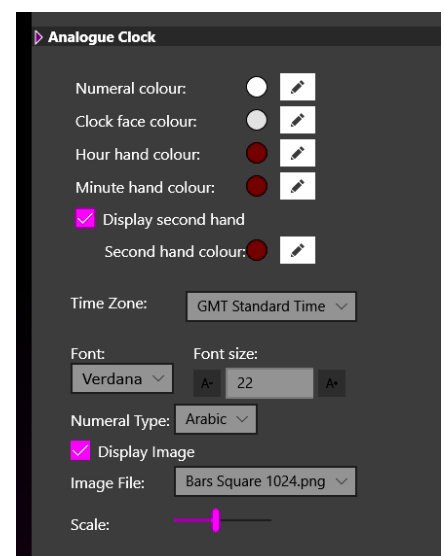 Analogue Clock
Numeral colour:
Clock face colour:
Hour hand colour:
Minute hand colour:
Display second hand
Second hand colour:
Time Zone: GMT Standard Time
Font: Font size:
Verdana A- 22 A+
Numeral Type: Arabic
Display Image
Image File: Bars Square 1024.png
Scale: